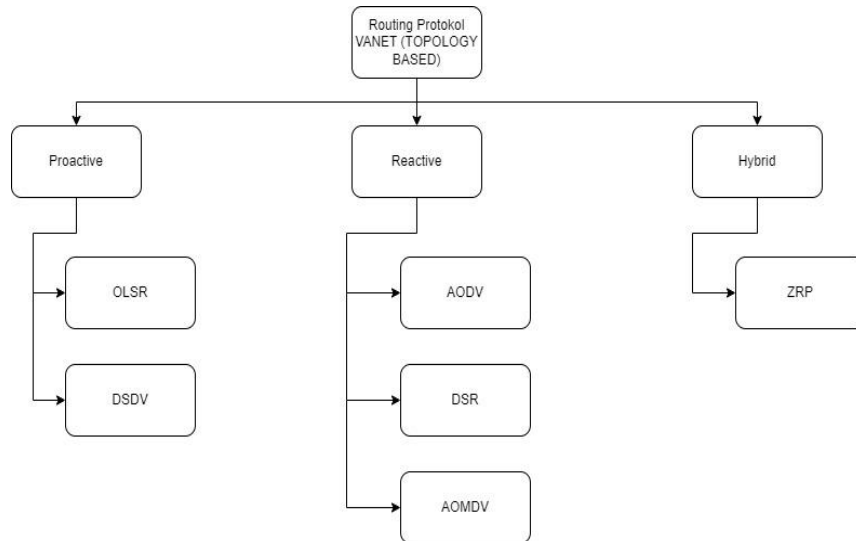 Routing Protokol
VANET (TOPOLOGY
BASED)
Proactive
Reactive
Hybrid
OLSR
AODV
ZRP
DSDV
DSR
AOMDV